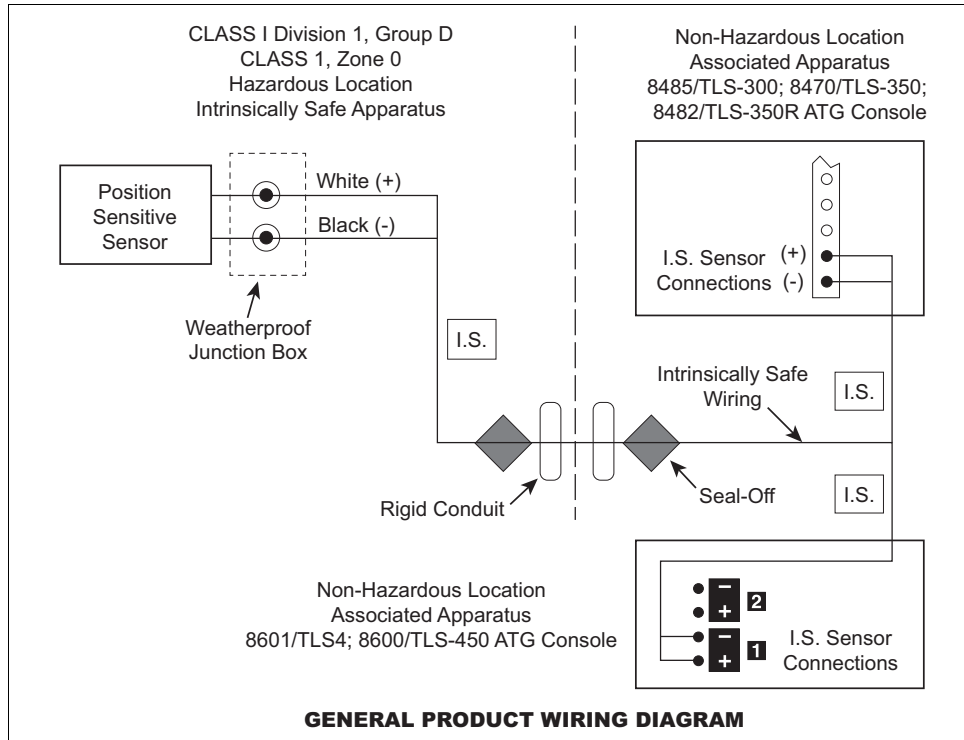 CLASS I Division 1, Group D
CLASS 1, Zone 0
Hazardous Location
Intrinsically Safe Apparatus
Non-Hazardous Location
Associated Apparatus
8485/TLS-300; 8470/TLS-350;
8482/TLS-350R ATG Console
Position
Sensitive
Sensor
White (+)
Black (-)
Weatherproof
Junction Box
I.S.
I.S. Sensor
Connections
(+)
(-)
Intrinsically Safe
Wiring
I.S.
Rigid Conduit
Seal-Off
I.S.
Non-Hazardous Location
Associated Apparatus
8601/TLS4; 8600/TLS-450 ATG Console
−
+
2
−
+
1
I.S. Sensor
Connections
GENERAL PRODUCT WIRING DIAGRAM